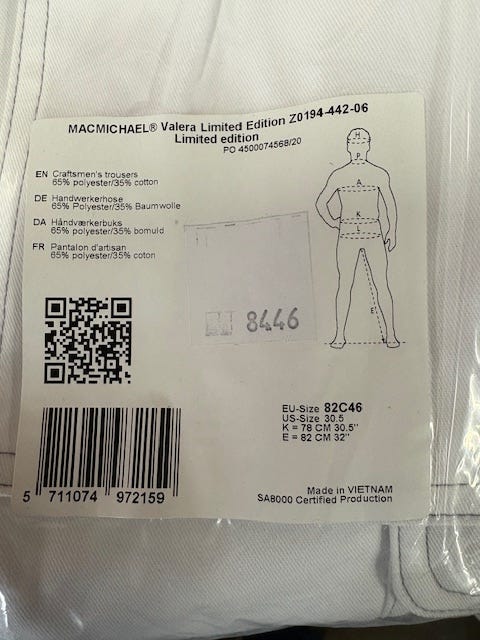 MACMICHAEL® Valera Limited Edition Z0194-442-06
Limited edition
PO 4500074568/20
EN Craftsmen's trousers
65% polyester/35% cotton
DE Handwerkerhose
65% Polyester/35% Baumwolle
DA Håndværkerbuks
65% polyester/35% bomuld
FR Pantalon d'artisan
65% polyester/35% coton
H
P
A
K
L
E
8446
EU-Size 82C46
US-Size 30.5
K = 78 CM 30.5"
E = 82 CM 32"
5 711074 972159
Made in VIETNAM
SA8000 Certified Production